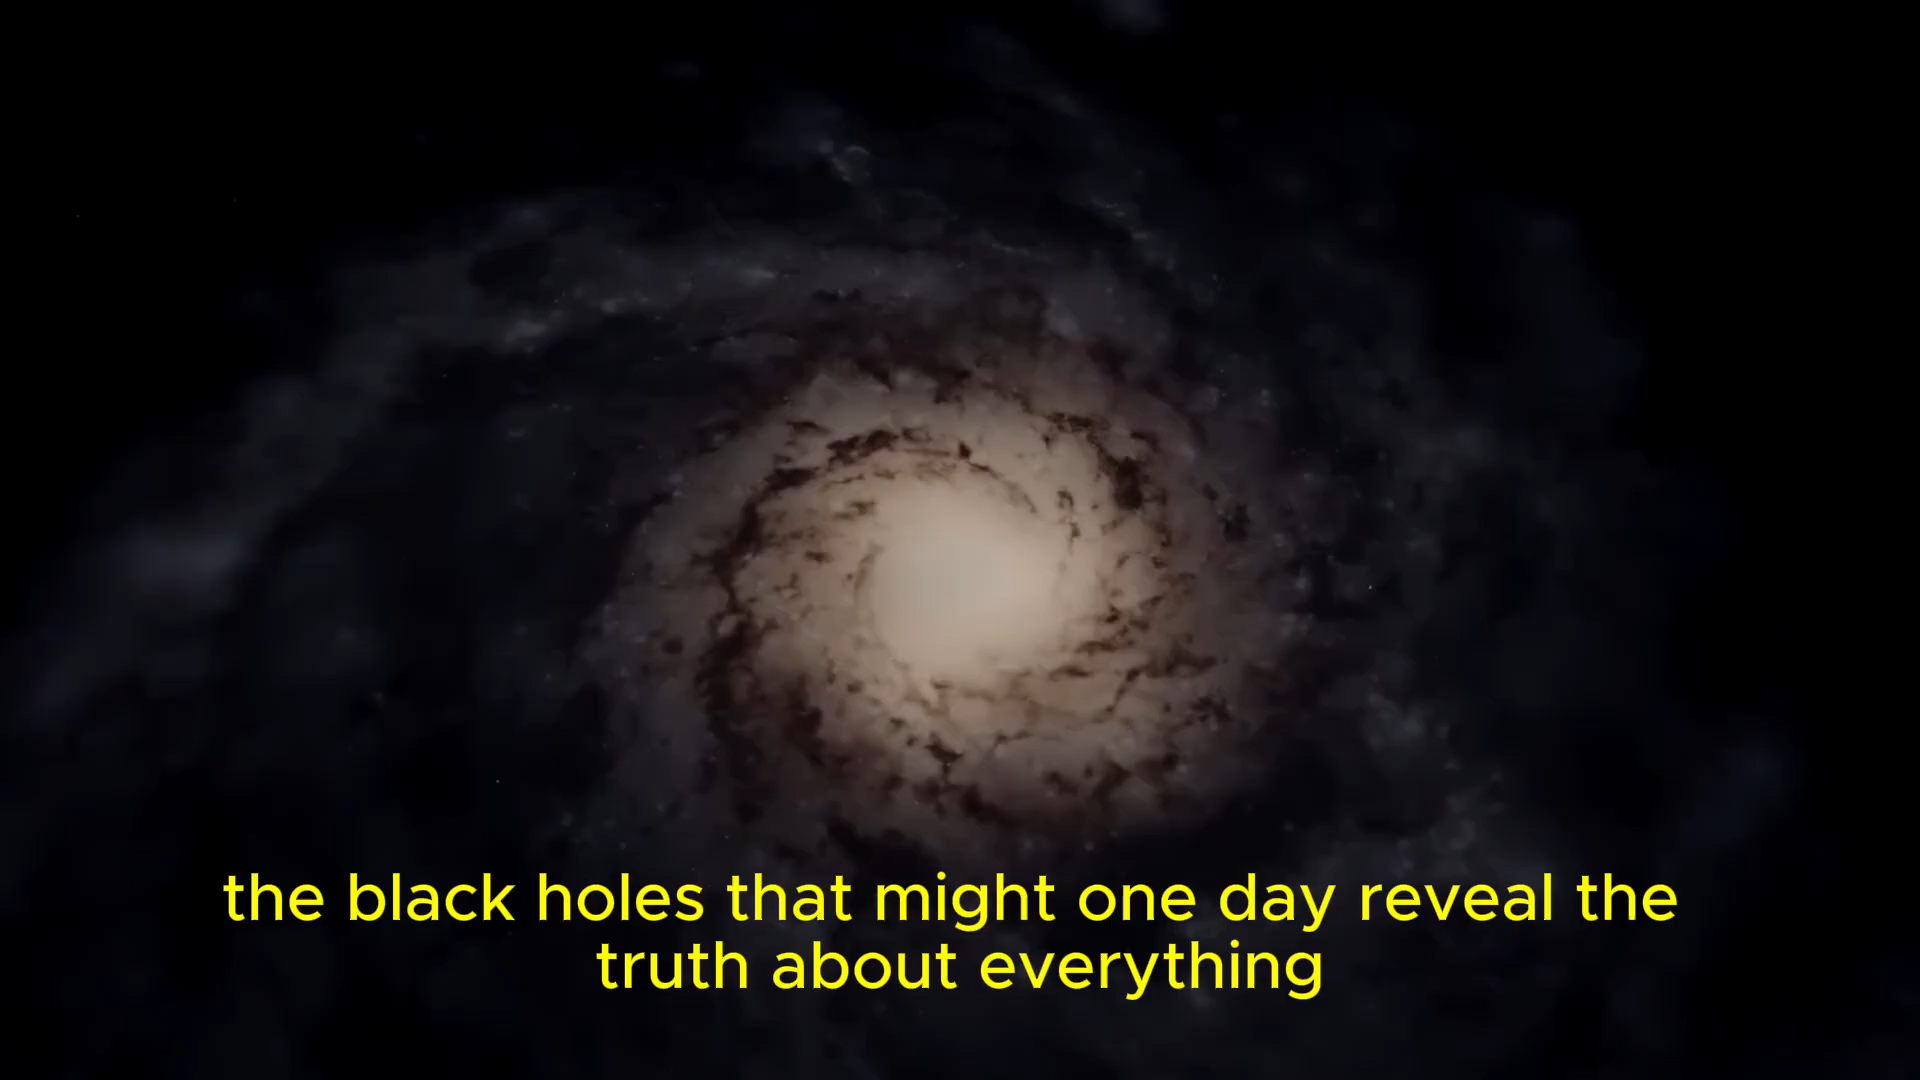 the black holes that might one day reveal the
truth about everything